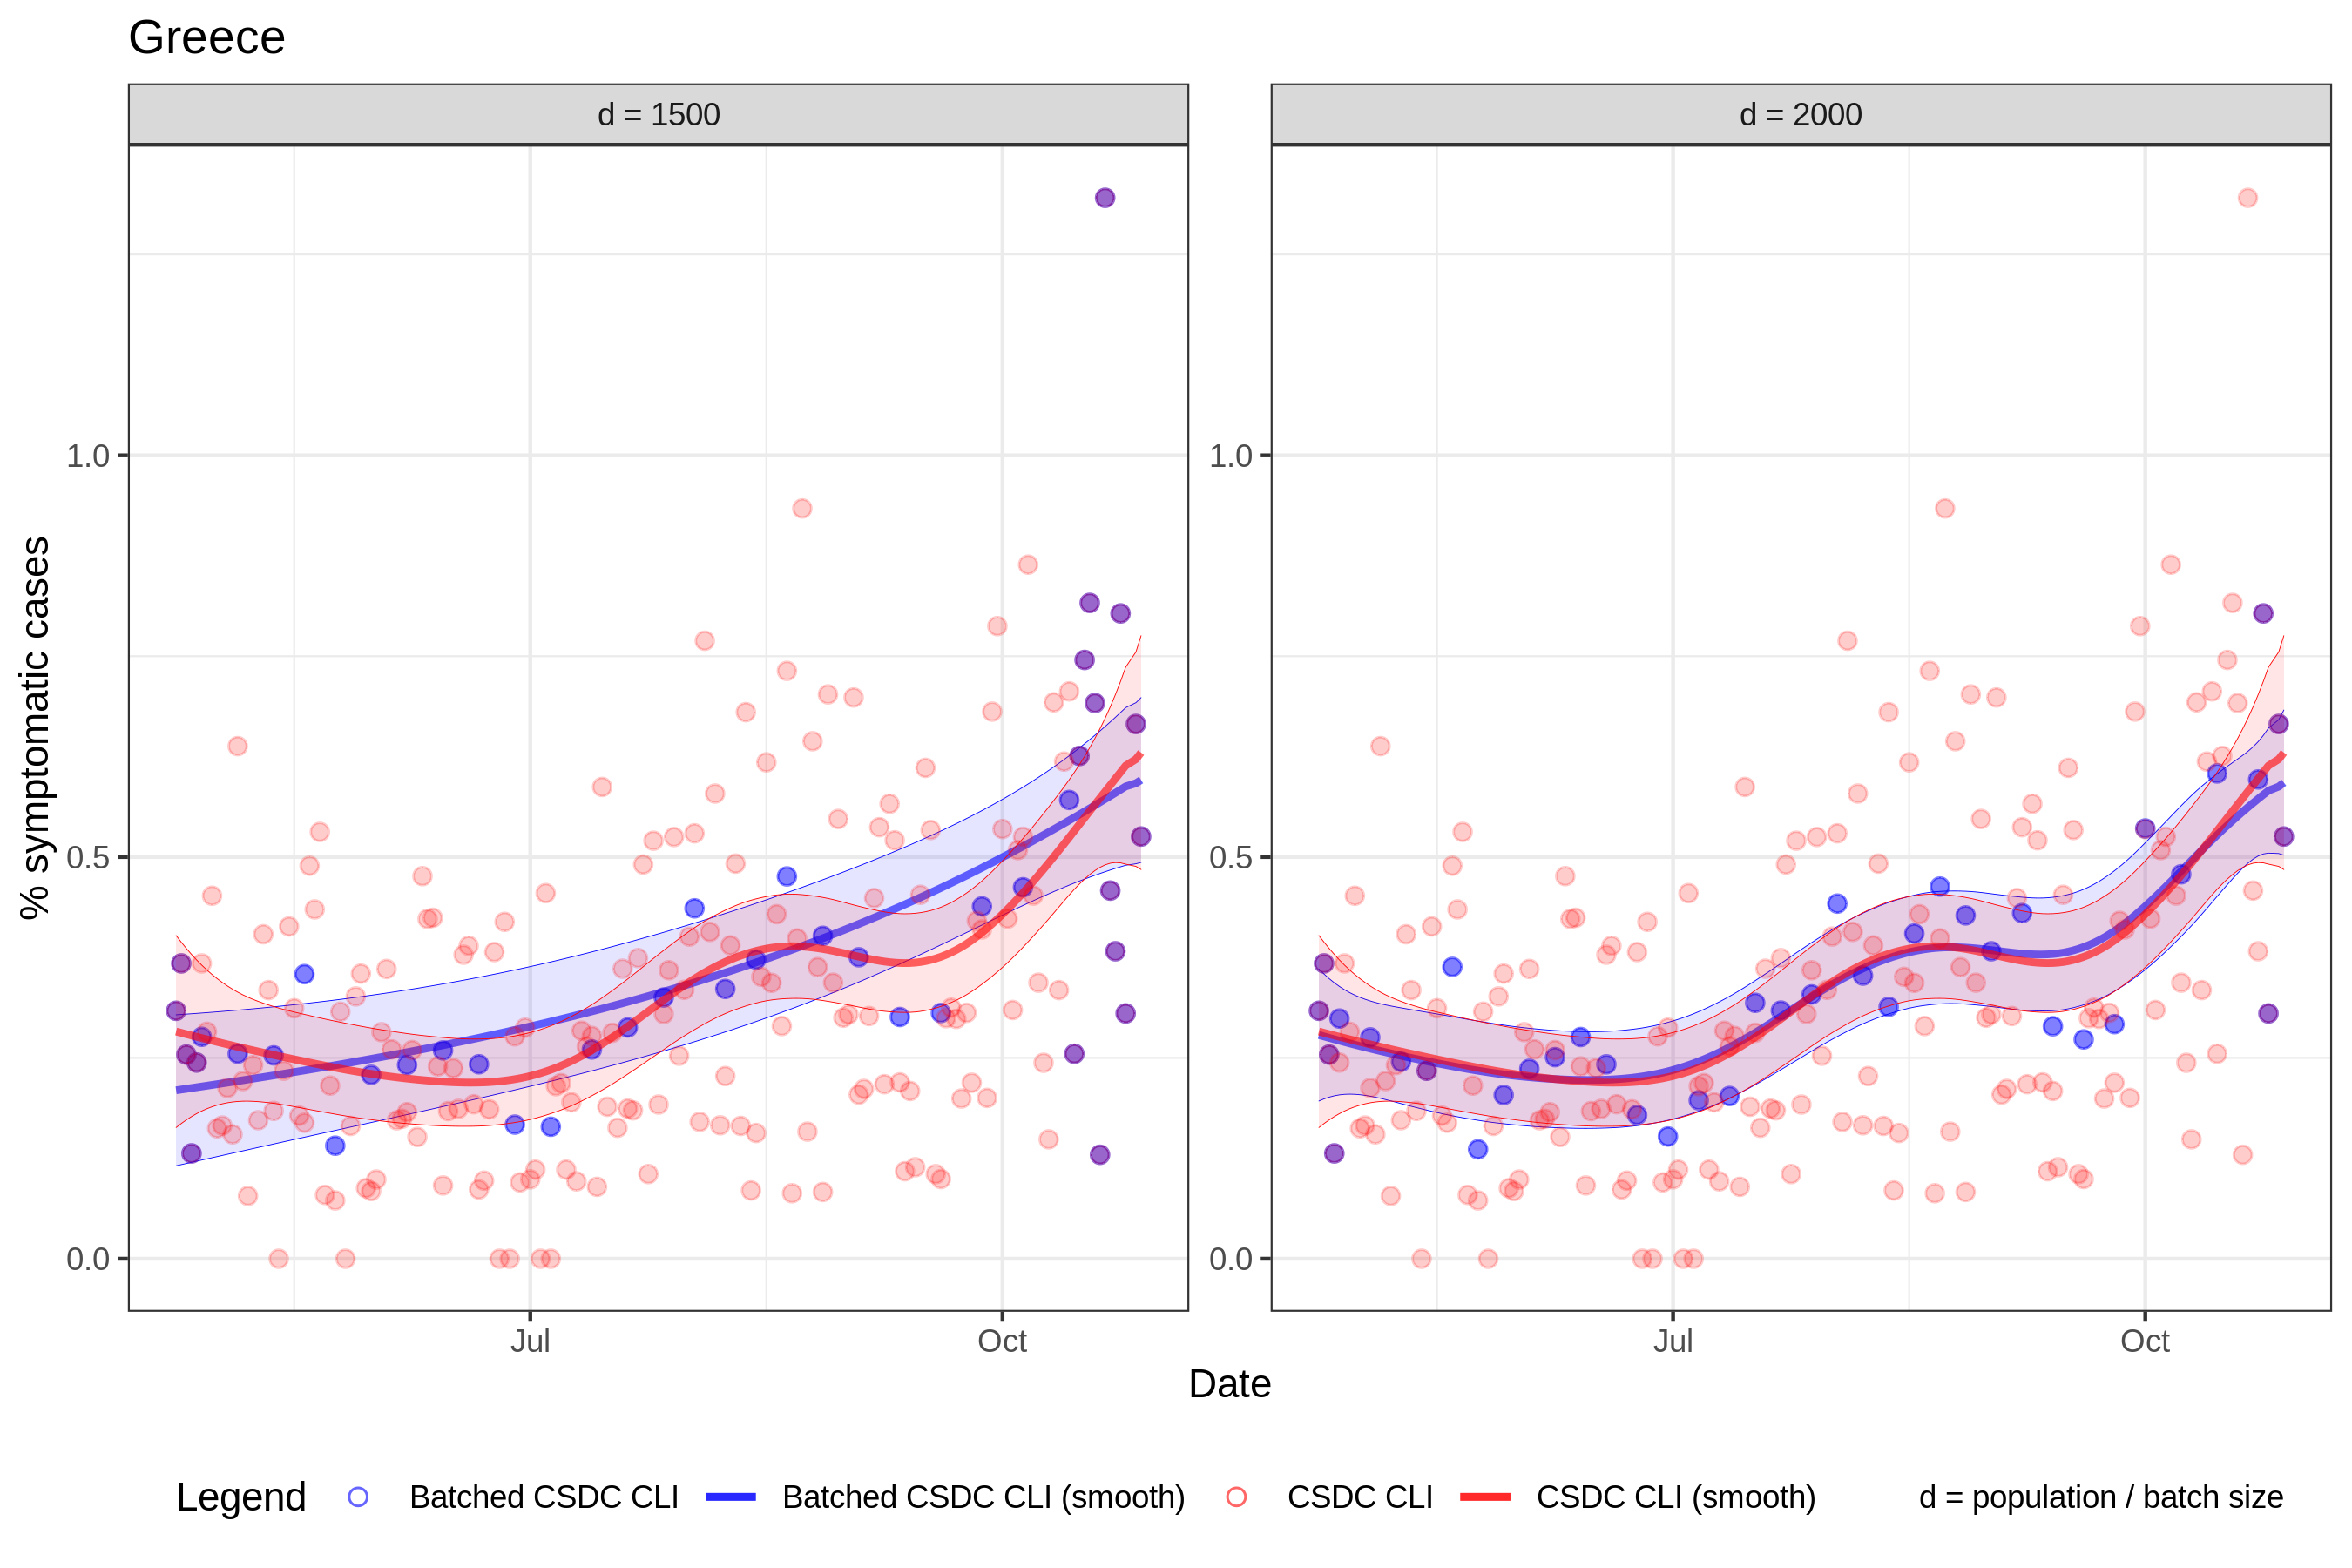 Greece
d = 1500
d = 2000
% symptomatic cases
1.0
0.5
0.0
1.0
0.5
0.0
Jul
Oct
Jul
Oct
Date
Legend
Batched CSDC CLI
Batched CSDC CLI (smooth)
CSDC CLI
CSDC CLI (smooth)
d = population / batch size